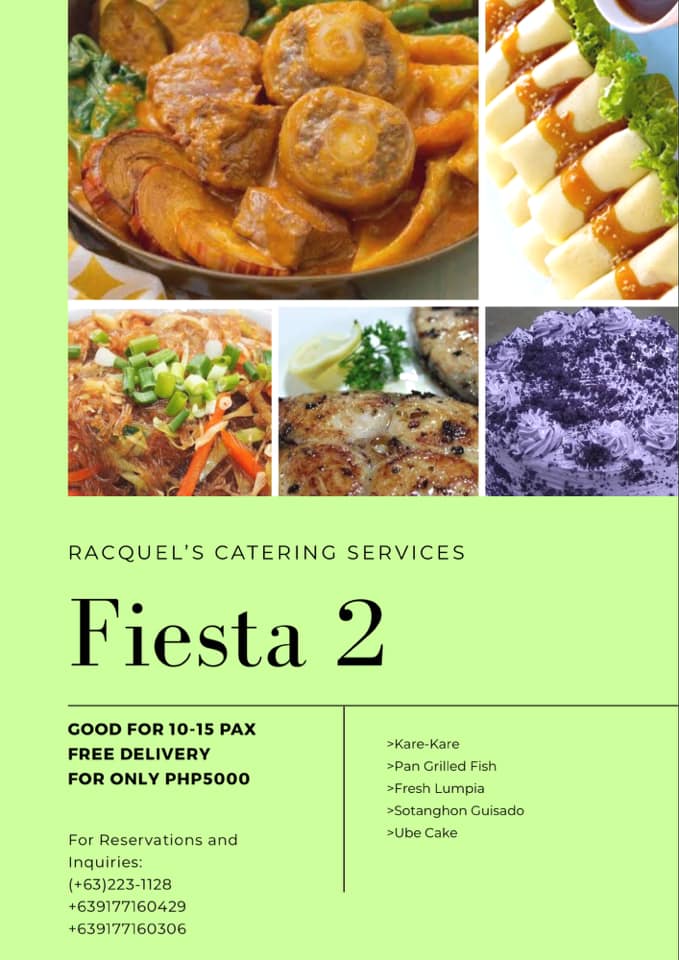 RACQUEL'S CATERING SERVICES
Fiesta 2
GOOD FOR 10-15 PAX
FREE DELIVERY
FOR ONLY PHP5000
For Reservations and
Inquiries:
(+63)223-1128
+639177160429
+639177160306
>Kare-Kare
>Pan Grilled Fish
>Fresh Lumpia
>Sotanghon Guisado
>Ube Cake